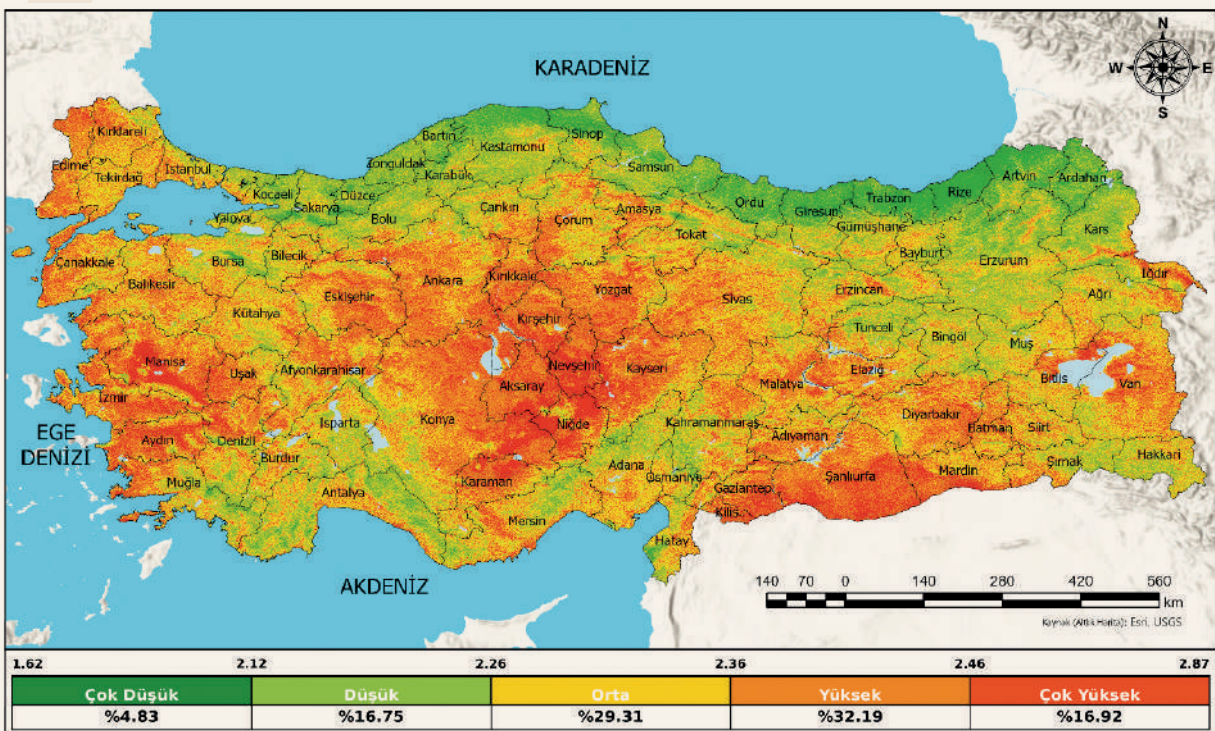 N
KARADENİZ
W E
S
Kırklareli
Edirne
Tekirdağ
İstanbul
Kocaeli
Yalova
Sakarya
Düzce
Zonguldak
Bartın
Karabük
Kastamonu
Sinop
Samsun
Bolu
Çankırı
Çorum
Amasya
Tokat
Ordu
Giresun
Trabzon
Rize
Artvin
Ardahan
Gümüşhane
Bayburt
Kars
Erzurum
Iğdır
Ağrı
Çanakkale
Balıkesir
Bursa
Bilecik
Kütahya
Eskişehir
Ankara
Kırıkkale
Yozgat
Sivas
Erzincan
Tunceli
Bingöl
Muş
Kırşehir
Nevşehir
Kayseri
Manisa
Uşak
Afyonkarahisar
Aksaray
Malatya
Elazığ
Bitlis
Van
İzmir
Konya
Niğde
Kahramanmaraş
Adıyaman
Diyarbakır
Batman
Siirt
EGE
DENİZİ
Aydın
Denizli
Isparta
Burdur
Muğla
Antalya
Karaman
Mersin
Adana
Osmaniye
Gaziantep
Kilis
Hatay
Şanlıurfa
Mardin
Şırnak
Hakkari
AKDENİZ
140 70 0 140 280 420 560
km
Kaynak (Altlık Harita): Esri, USGS
1.62 2.12 2.26 2.36 2.46 2.87
Çok Düşük Düşük Orta Yüksek Çok Yüksek
%4.83 %16.75 %29.31 %32.19 %16.92